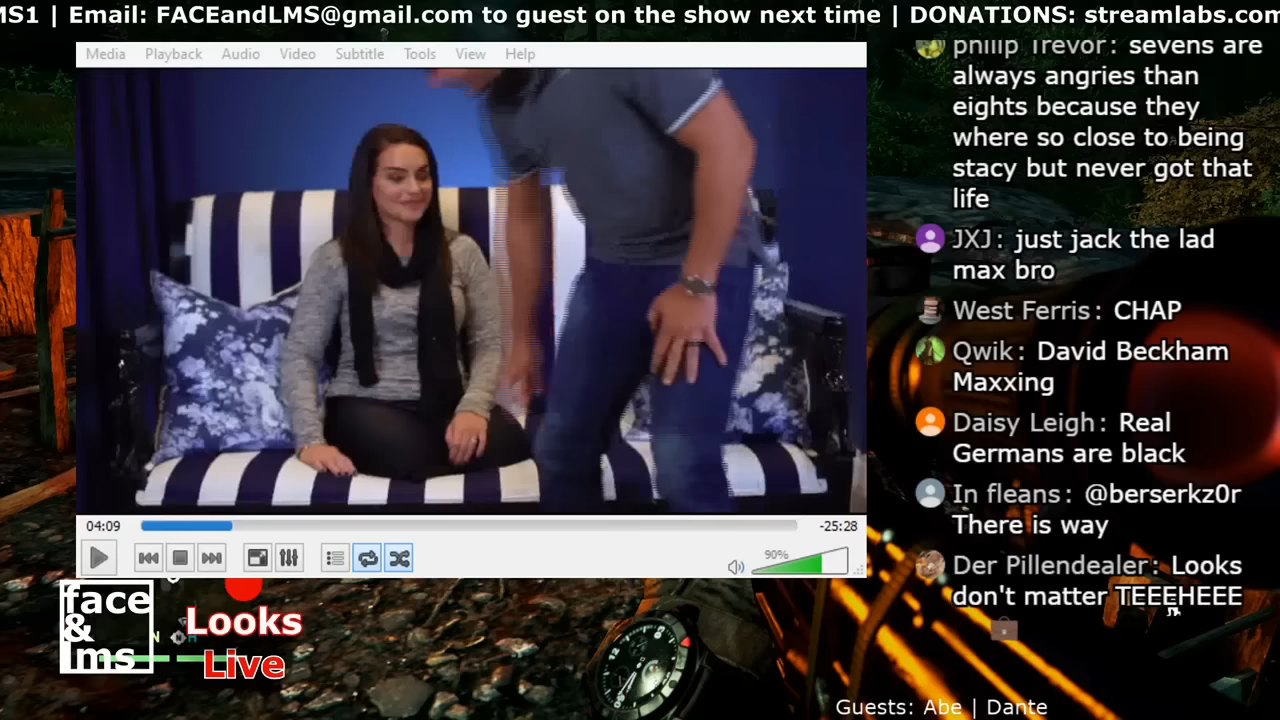 MS1 | Email: FACEandLMS@gmail.com to guest on the show next time | DONATIONS: streamlabs.com
Media Playback Audio Video Subtitle Tools View Help
philip Trevor: sevens are
always angries than
eights because they
where so close to being
stacy but never got that
life
JXJ: just jack the lad
max bro
West Ferris: CHAP
Qwik: David Beckham
Maxxing
Daisy Leigh: Real
Germans are black
In fleans: @berserkz0r
There is way
Der Pillendealer: Looks
don't matter TEEEHEEE
04:09
-25:28
90%
face
&
lms
Looks
Live
Guests: Abe | Dante